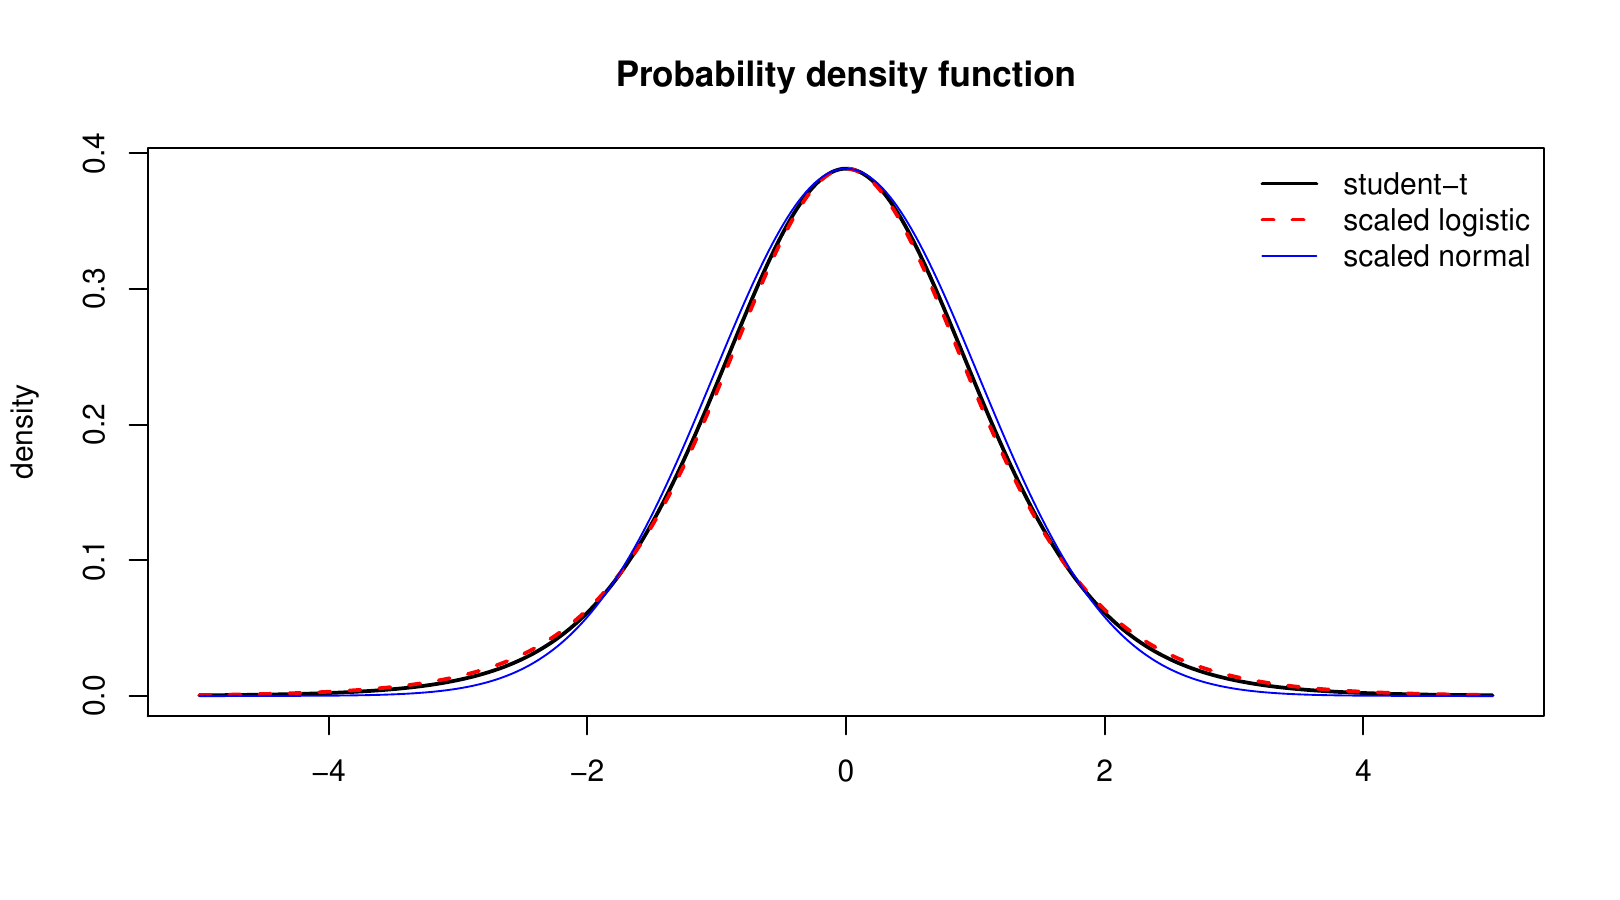 Probability density function
density
0.4
0.3
0.2
0.1
0.0
student−t
scaled logistic
scaled normal
−4 −2 0 2 4